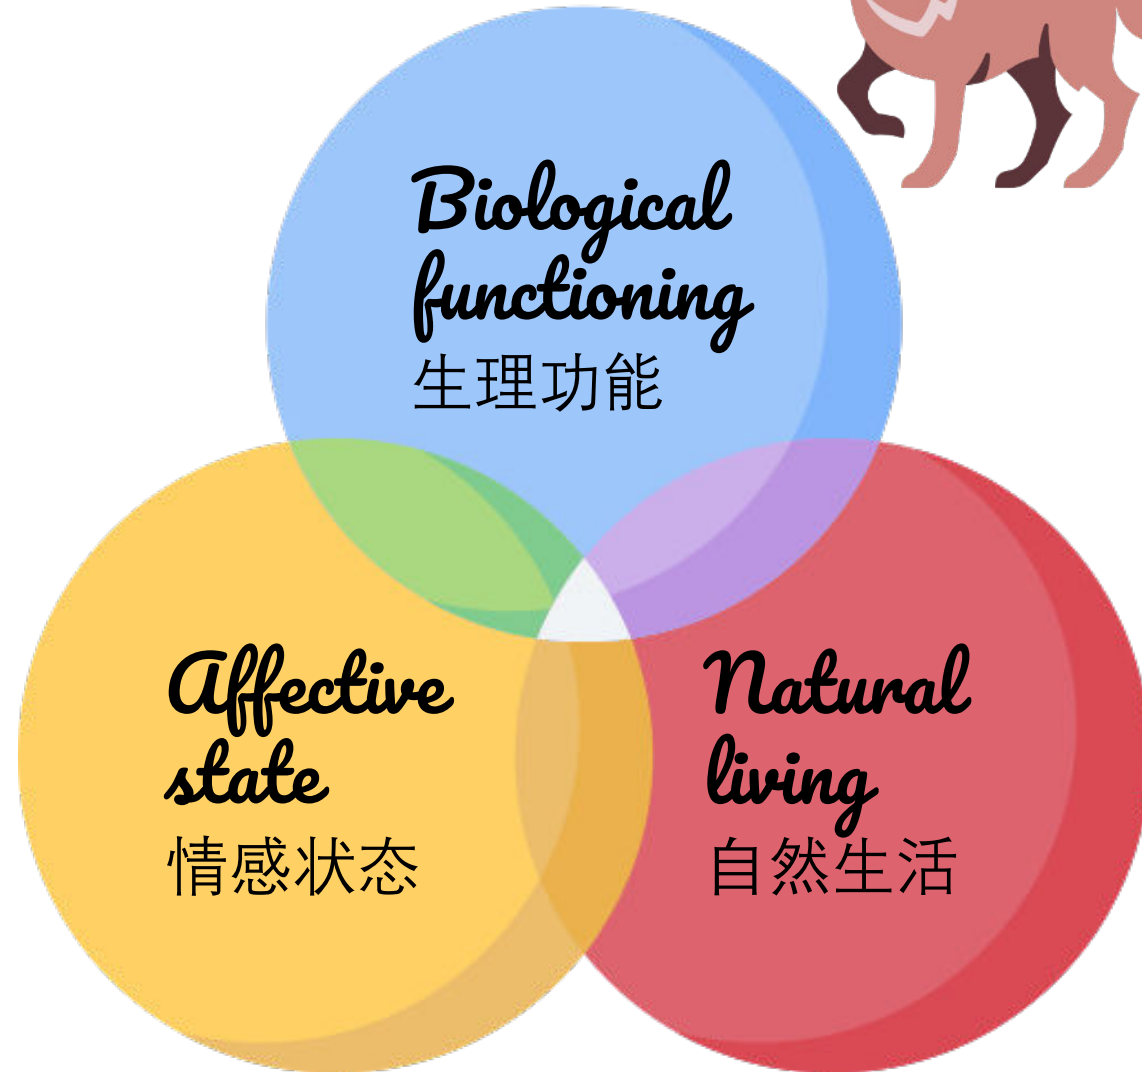 Biological
functioning
生理功能
Affective
state
情感状态
Natural
living
自然生活